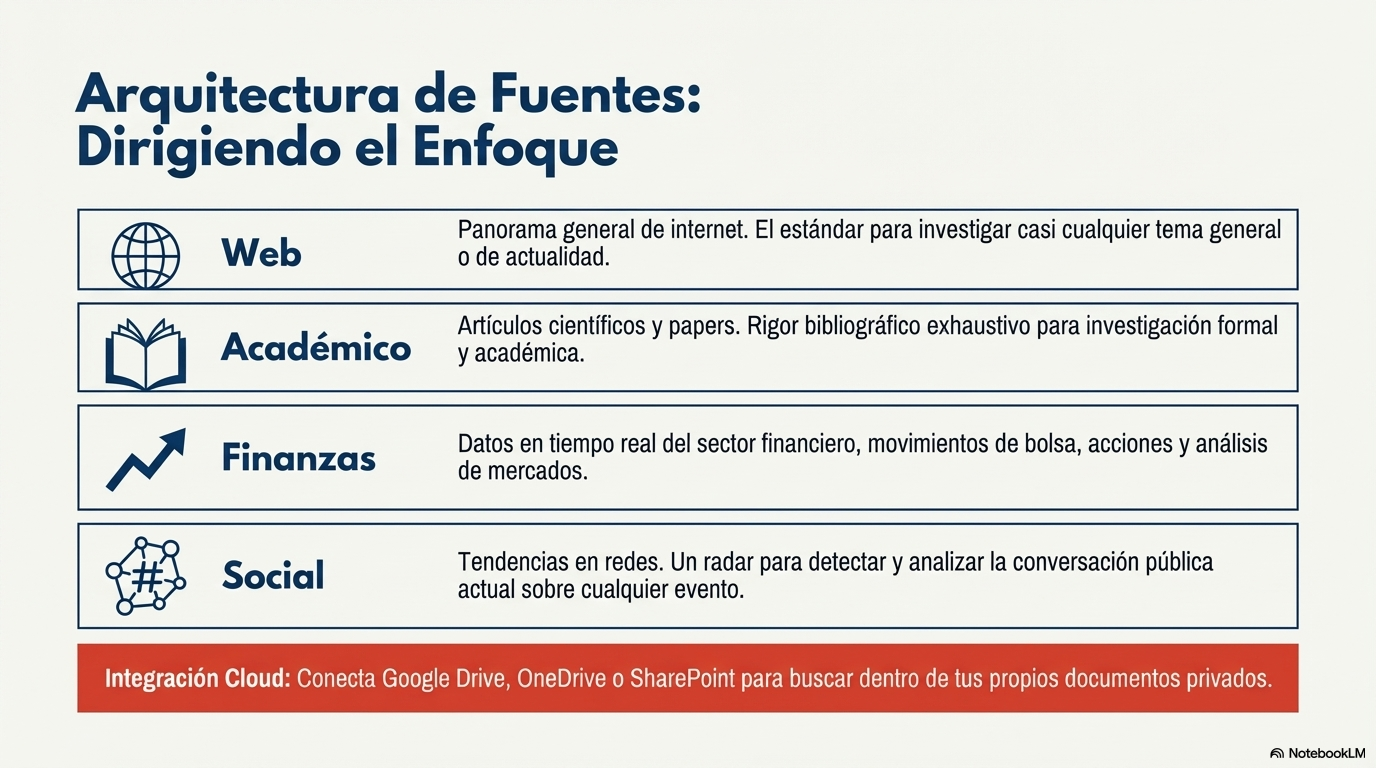 Arquitectura de Fuentes:
Dirigiendo el Enfoque
Web
Panorama general de internet. El estándar para investigar casi cualquier tema general
o de actualidad.
Académico
Artículos científicos y papers. Rigor bibliográfico exhaustivo para investigación formal
y académica.
Finanzas
Datos en tiempo real del sector financiero, movimientos de bolsa, acciones y análisis
de mercados.
#
Social
Tendencias en redes. Un radar para detectar y analizar la conversación pública
actual sobre cualquier evento.
Integración Cloud: Conecta Google Drive, OneDrive o SharePoint para buscar dentro de tus propios documentos privados.
NotebookLM